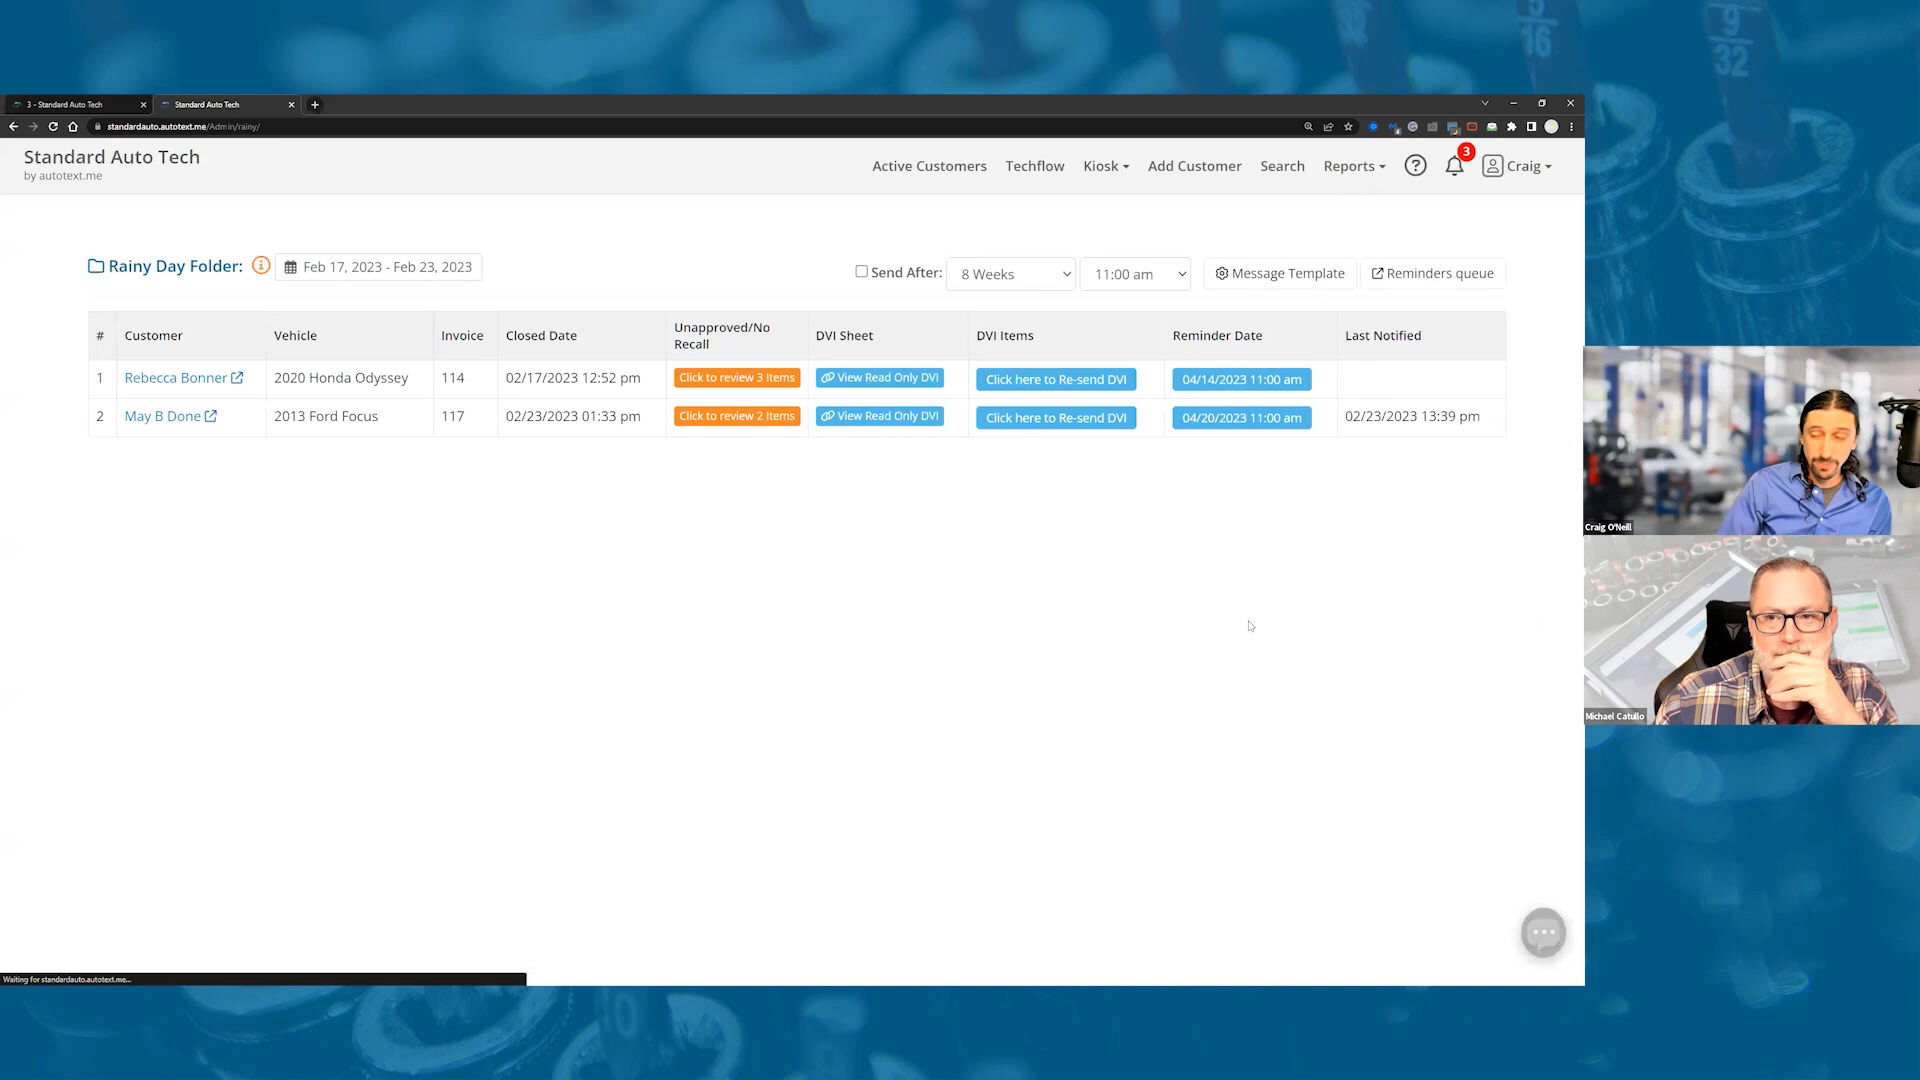 5
16
9
32
32
3 - Standard Auto Tech
Standard Auto Tech
standardauto.autotext.me/Admin/rainy/
Standard Auto Tech
by autotext.me
Active Customers
Techflow
Kiosk
Add Customer
Search
Reports
3
Craig
Rainy Day Folder:
Feb 17, 2023 - Feb 23, 2023
Send After:
8 Weeks
11:00 am
Message Template
Reminders queue
# Customer Vehicle Invoice Closed Date Unapproved/No Recall DVI Sheet DVI Items Reminder Date Last Notified
1 Rebecca Bonner 2020 Honda Odyssey 114 02/17/2023 12:52 pm Click to review 3 Items View Read Only DVI Click here to Re-send DVI 04/14/2023 11:00 am
2 May B Done 2013 Ford Focus 117 02/23/2023 01:33 pm Click to review 2 Items View Read Only DVI Click here to Re-send DVI 04/20/2023 11:00 am 02/23/2023 13:39 pm
Craig O'Neill
Michael Catullo
Waiting for standardauto.autotext.me...